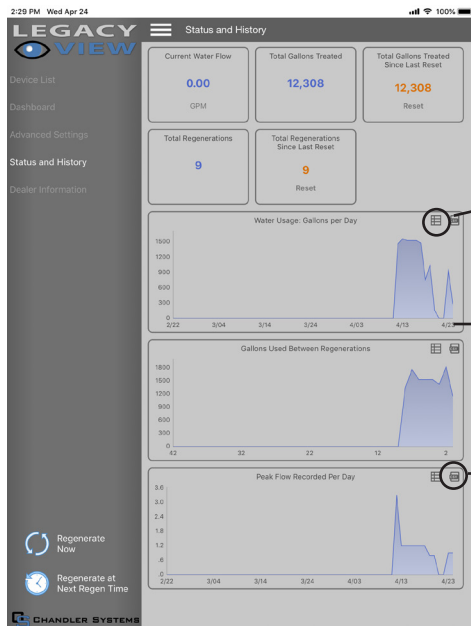 2:29 PM Wed Apr 24
100%
LEGACY
VIEW
Device List
Dashboard
Advanced Settings
Status and History
Dealer Information
Regenerate
Now
Regenerate at
Next Regen Time
CHANDLER SYSTEMS
Status and History
Current Water Flow
0.00
GPM
Total Gallons Treated
12,308
Total Gallons Treated
Since Last Reset
12,308
Reset
Total Regenerations
9
Total Regenerations
Since Last Reset
9
Reset
Water Usage: Gallons per Day
1500
1200
900
600
300
0
2/22 3/04 3/14 3/24 4/03 4/13 4/23
Gallons Used Between Regenerations
1800
1500
1200
900
600
300
0
42 32 22 12 2
Peak Flow Recorded Per Day
3.6
3.0
2.4
1.8
1.2
.6
.0
2/22 3/04 3/14 3/24 4/03 4/13 4/23